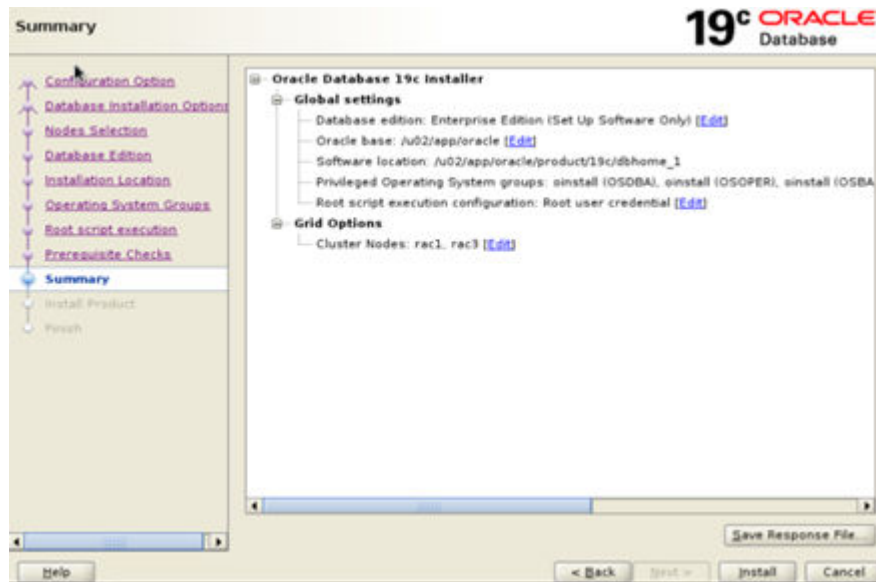 Summary
19c ORACLE
Database
Configuration Option
Database Installation Options
Nodes Selection
Database Edition
Installation Location
Operating System Groups
Root script execution
Prerequisite Checks
Summary
Install Product
Finish
Oracle Database 19c Installer
Global settings
Database edition: Enterprise Edition (Set Up Software Only) [Edit]
Oracle base: /u02/app/oracle [Edit]
Software location: /u02/app/oracle/product/19c/dbhome_1
Privileged Operating System groups: oinstall (OSDBA), oinstall (OSOPER), oinstall (OSBA
Root script execution configuration: Root user credential [Edit]
Grid Options
Cluster Nodes: rac1, rac3 [Edit]
Save Response File...
Help
< Back
Next >
Install
Cancel